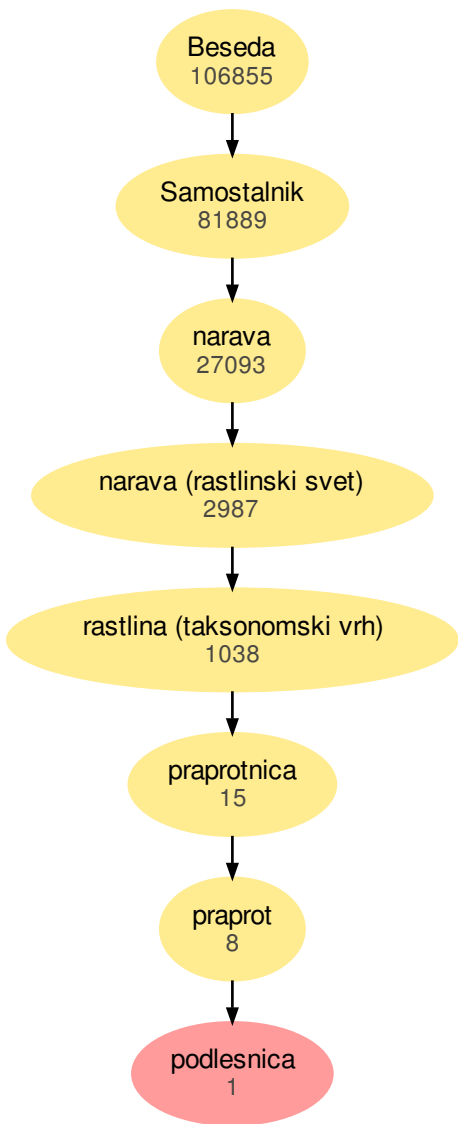 Beseda
106855
Samostalnik
81889
narava
27093
narava (rastlinski svet)
2987
rastlina (taksonomski vrh)
1038
praprotnica
15
praprot
8
podlesnica
1